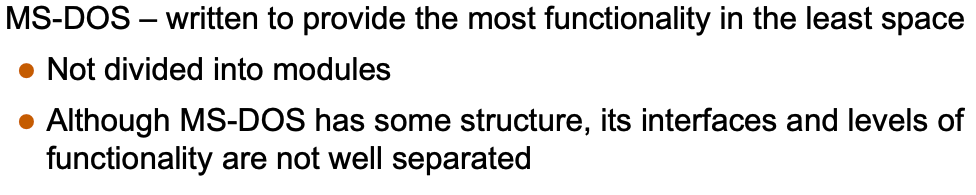 MS-DOS – written to provide the most functionality in the least space
● Not divided into modules
● Although MS-DOS has some structure, its interfaces and levels of
functionality are not well separated